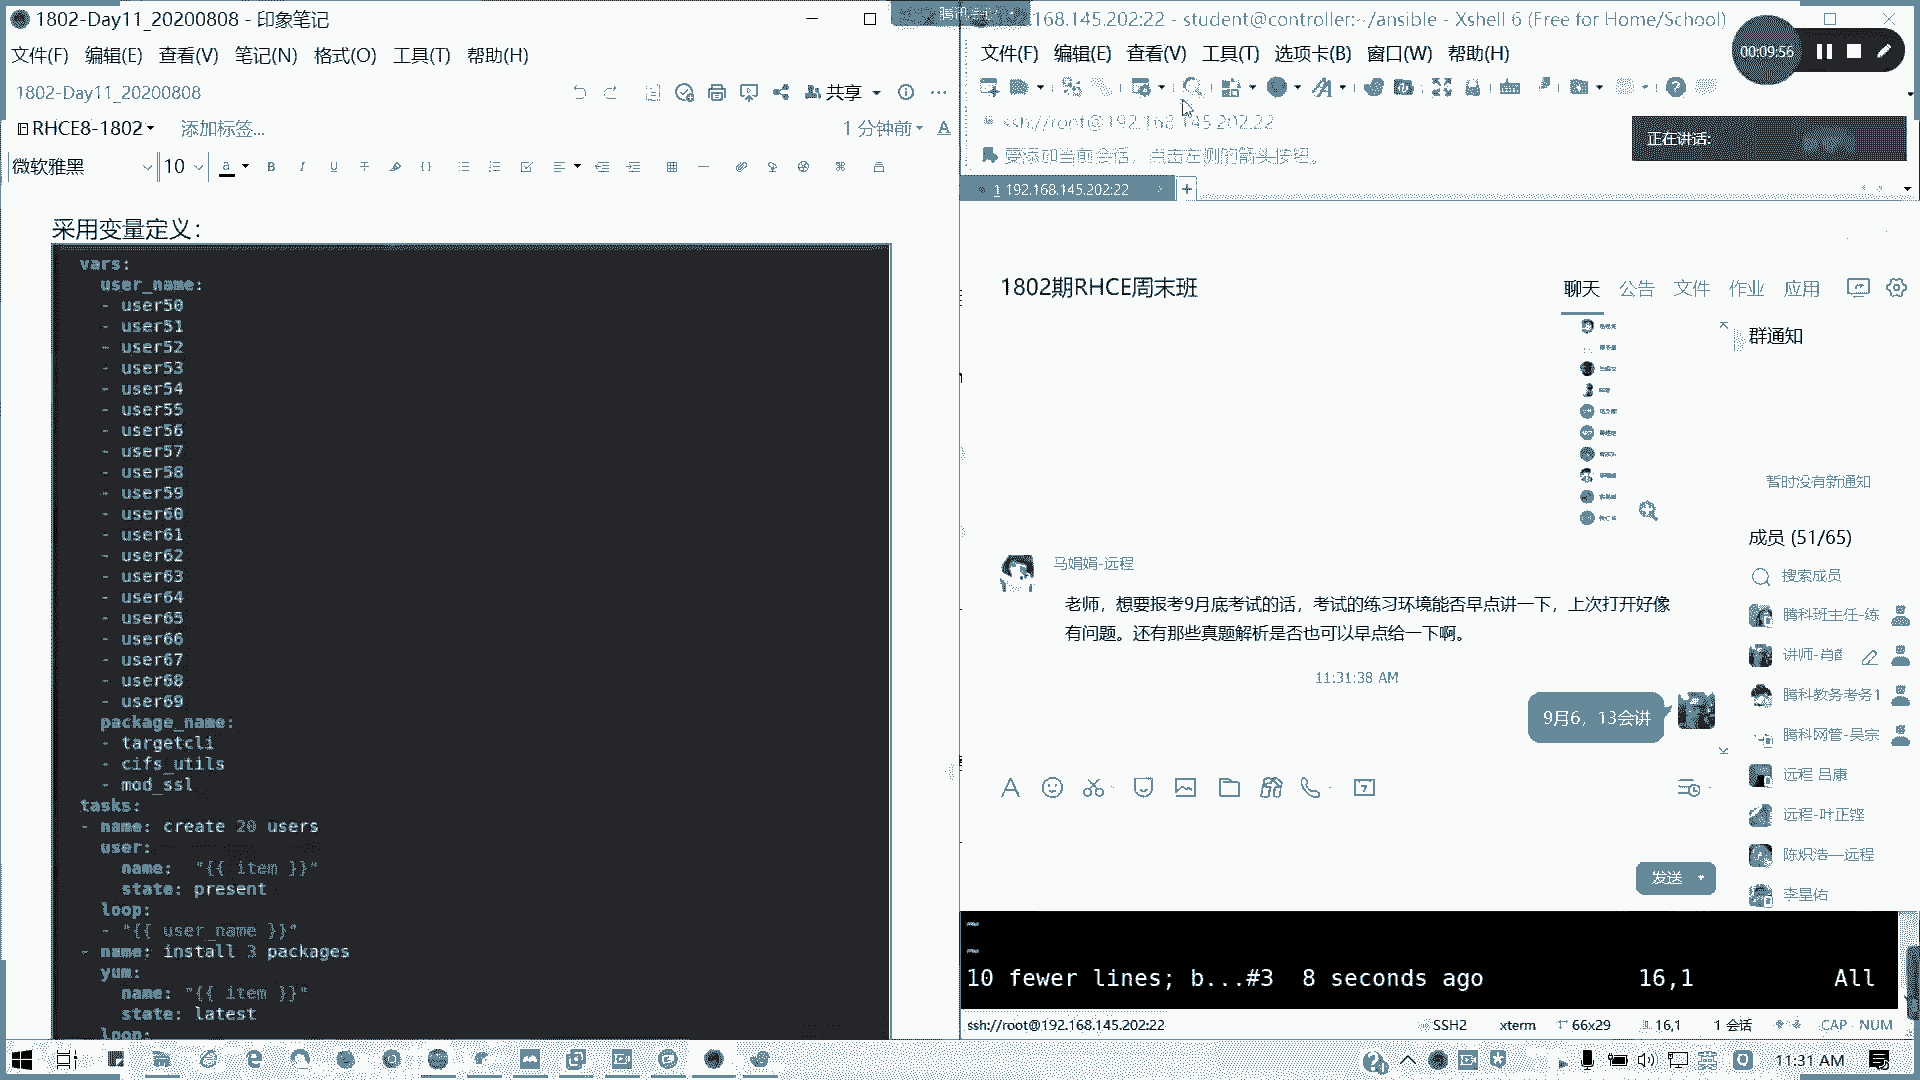 1802-Day11_20200808 - 印象笔记
文件(F) 编辑(E) 查看(V) 笔记(N) 格式(O) 工具(T) 帮助(H)
1802-Day11_20200808
共享
RHCE8-1802
添加标签...
1 分钟前
微软雅黑
10
采用变量定义：
vars:
user_name:
- user50
- user51
- user52
- user53
- user54
- user55
- user56
- user57
- user58
- user59
- user60
- user61
- user62
- user63
- user64
- user65
- user66
- user67
- user68
- user69
package_name:
- targetcli
- cifs_utils
- mod_ssl
tasks:
- name: create 20 users
user:
name: "{{ item }}"
state: present
loop:
- "{{ user_name }}"
- name: install 3 packages
yum:
name: "{{ item }}"
state: latest
loop:
168.145.202:22 - student@controller:~/ansible - Xshell 6 (Free for Home/School)
00:09:56
文件(F) 编辑(E) 查看(V) 工具(T) 选项卡(B) 窗口(W) 帮助(H)
ssh://root@192.168.145.202:22
要添加当前会话，点击左侧的箭头按钮。
正在讲话:
1 192.168.145.202:22
1802期RHCE周末班
聊天 公告 文件 作业 应用
群通知
暂时没有新通知
成员 (51/65)
搜索成员
腾科班主任-练
讲师-肖
腾科教务考务1
腾科网管-吴宗
远程 吕康
远程-叶正铿
陈炽浩—远程
李星佑
马娟娟-远程
老师，想要报考9月底考试的话，考试的练习环境能否早点讲一下，上次打开好像
有问题。还有那些真题解析是否也可以早点给一下啊。
11:31:38 AM
9月6，13会讲
发送
~
~
10 fewer lines; b...#3 8 seconds ago 16,1 All
ssh://root@192.168.145.202:22 SSH2 xterm 66x29 16,1 1 会话 CAP NUM
英
11:31 AM